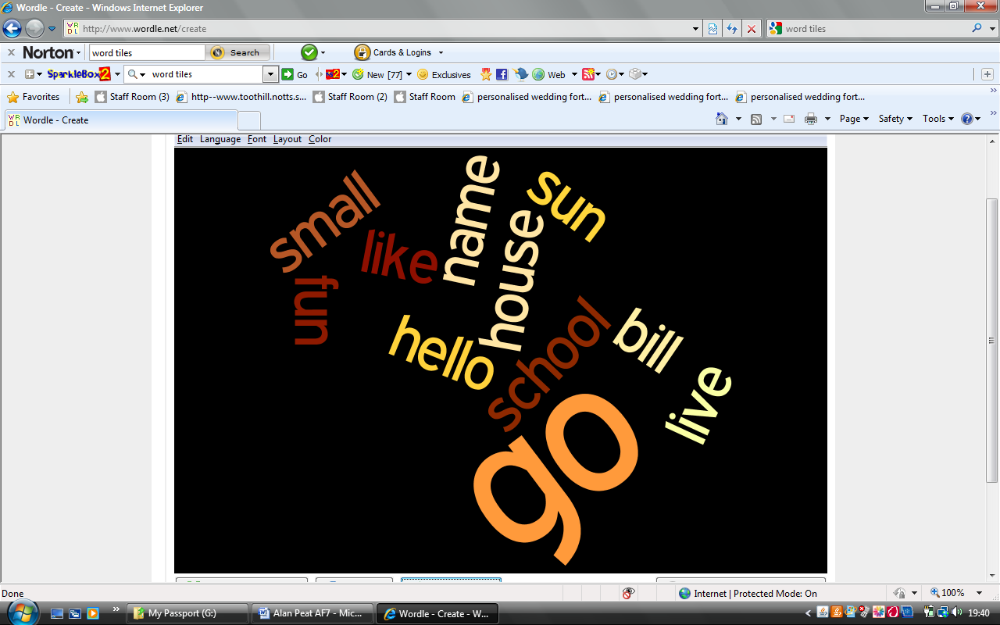 Wordle - Create - Windows Internet Explorer
http://www.wordle.net/create
word tiles
Norton
word tiles
Search
Cards & Logins
SparkleBox2
word tiles
Go
New [77]
Exclusives
Web
Favorites
Staff Room (3)
http--www.toothill.notts.s...
Staff Room (2)
Staff Room
personalised wedding fort...
personalised wedding fort...
personalised wedding fort...
WRDL
Wordle - Create
Page
Safety
Tools
Edit Language Font Layout Color
small
name
sun
like
house
fun
hello
school
bill
live
go
Done
Internet | Protected Mode: On
100%
My Passport (G:)
Alan Peat AF7 - Mic...
Wordle - Create - W...
19:40